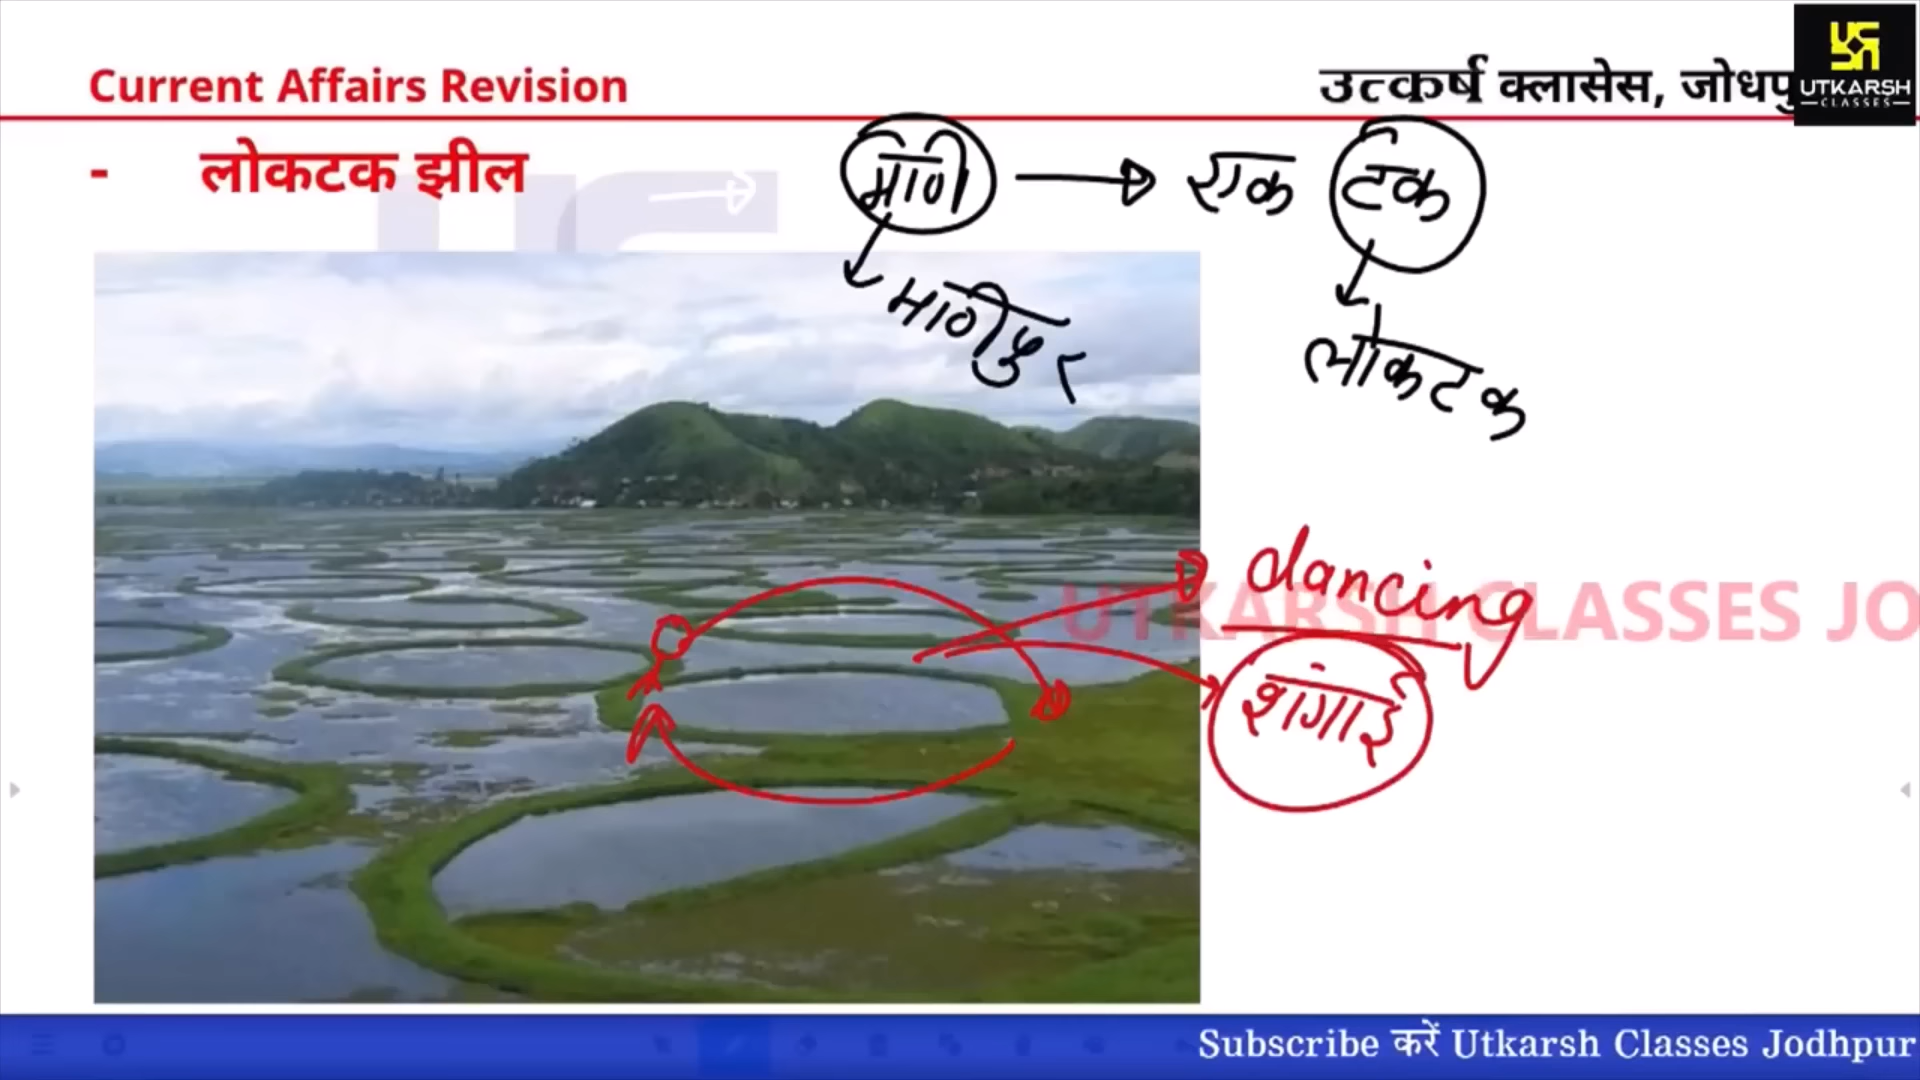 Current Affairs Revision
उत्कर्ष क्लासेस, जोधपु
UTKARSH
CLASSES
- लोकटक झील
मणि → एक टक
मणिपुर
लोकटक
dancing
UTKARSH CLASSES JO
शंगाई
Subscribe करें Utkarsh Classes Jodhpur